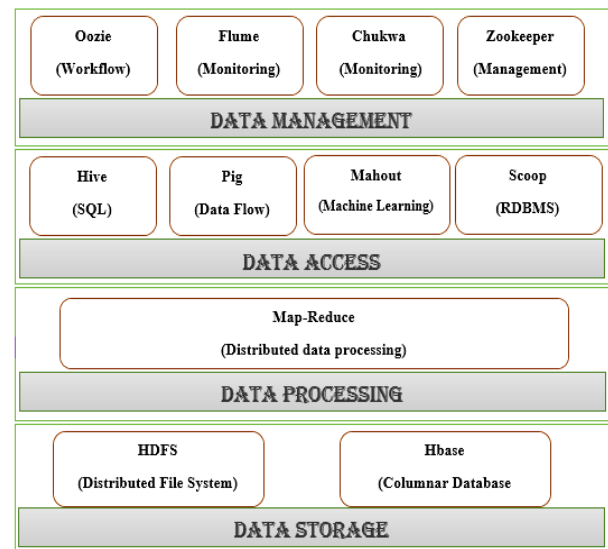 Oozie Flume Chukwa Zookeeper
(Workflow) (Monitoring) (Monitoring) (Management)
DATA MANAGEMENT
Hive Pig Mahout Scoop
(SQL) (Data Flow) (Machine Learning) (RDBMS)
DATA ACCESS
Map-Reduce
(Distributed data processing)
DATA PROCESSING
HDFS Hbase
(Distributed File System) (Columnar Database
DATA STORAGE